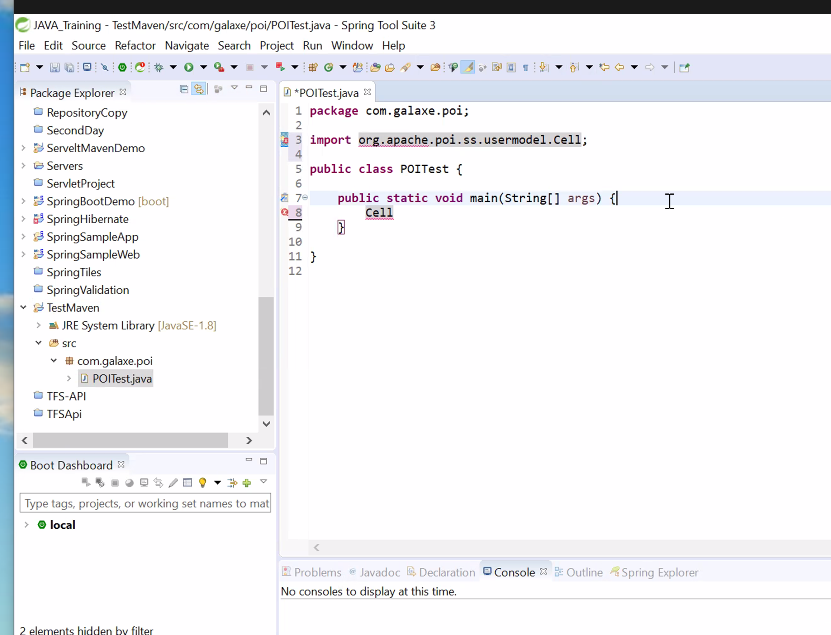 JAVA_Training - TestMaven/src/com/galaxe/poi/POITest.java - Spring Tool Suite 3
File Edit Source Refactor Navigate Search Project Run Window Help
Package Explorer
RepositoryCopy
SecondDay
ServeltMavenDemo
Servers
ServletProject
SpringBootDemo [boot]
SpringHibernate
SpringSampleApp
SpringSampleWeb
SpringTiles
SpringValidation
TestMaven
JRE System Library [JavaSE-1.8]
src
com.galaxe.poi
POITest.java
TFS-API
TFSApi
Boot Dashboard
Type tags, projects, or working set names to mat
local
2 elements hidden by filter
*POITest.java
1 package com.galaxe.poi;
2
3 import org.apache.poi.ss.usermodel.Cell;
4
5 public class POITest {
6
7 public static void main(String[] args) {
8 Cell
9 }
10
11 }
12
Problems Javadoc Declaration Console Outline Spring Explorer
No consoles to display at this time.